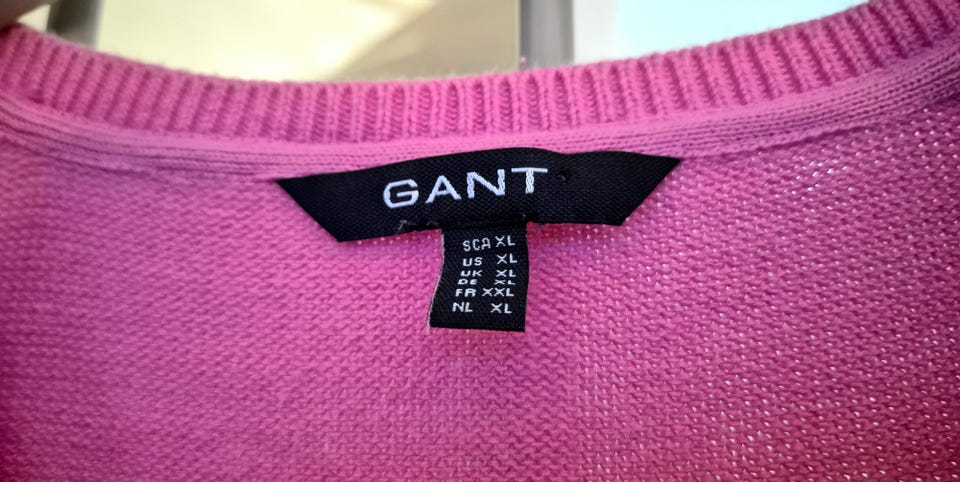 GANT
SCA XL
US XL
UK XL
DE XL
FR XXL
NL XL